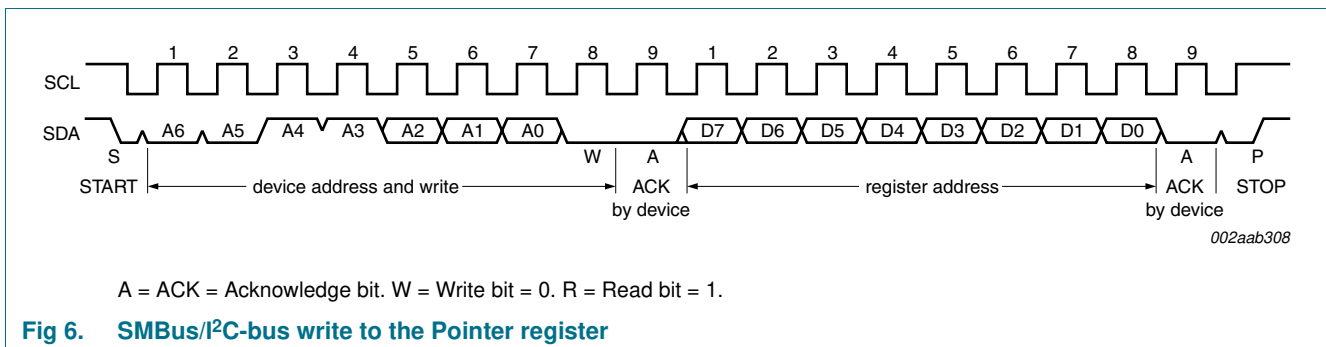 1 2 3 4 5 6 7 8 9 1 2 3 4 5 6 7 8 9
SCL
SDA A6 A5 A4 A3 A2 A1 A0 D7 D6 D5 D4 D3 D2 D1 D0
S W A A P
START device address and write ACK register address ACK STOP
by device by device
002aab308
A = ACK = Acknowledge bit. W = Write bit = 0. R = Read bit = 1.
Fig 6. SMBus/I²C-bus write to the Pointer register